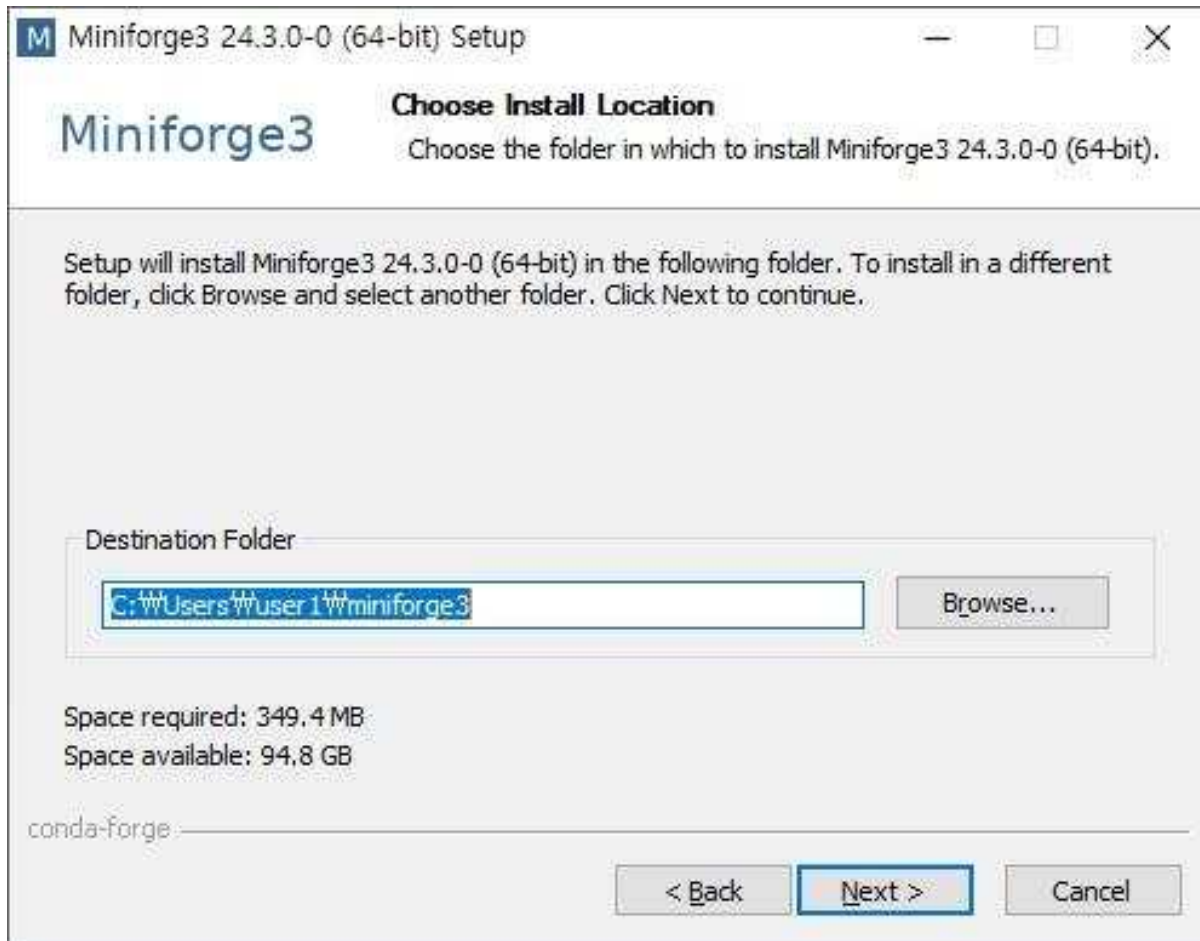 M Miniforge3 24.3.0-0 (64-bit) Setup
Miniforge3
Choose Install Location
Choose the folder in which to install Miniforge3 24.3.0-0 (64-bit).
Setup will install Miniforge3 24.3.0-0 (64-bit) in the following folder. To install in a different
folder, click Browse and select another folder. Click Next to continue.
Destination Folder
C:₩Users₩user1₩miniforge3
Browse...
Space required: 349.4 MB
Space available: 94.8 GB
conda-forge
< Back
Next >
Cancel